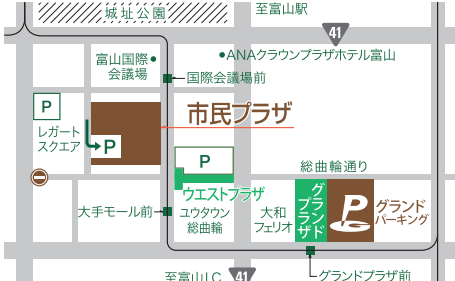 城址公園
至富山駅
41
富山国際
会議場
ANAクラウンプラザホテル富山
国際会議場前
P
市民プラザ
レガート
スクエア
P
P
総曲輪通り
ウエストプラザ
大手モール前
ユウタウン
総曲輪
大和
フェリオ
グランド
プラザ
P
グランド
パーキング
至富山I.C.
41
グランドプラザ前